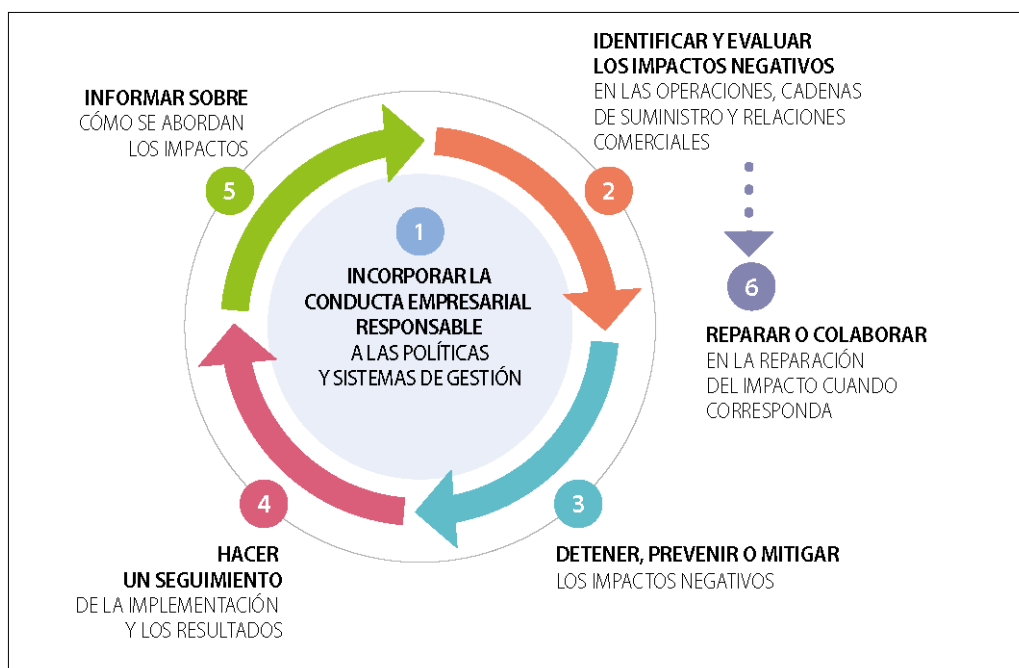 1
INCORPORAR LA
CONDUCTA EMPRESARIAL
RESPONSABLE
A LAS POLÍTICAS
Y SISTEMAS DE GESTIÓN
IDENTIFICAR Y EVALUAR
LOS IMPACTOS NEGATIVOS
EN LAS OPERACIONES, CADENAS
DE SUMINISTRO Y RELACIONES
COMERCIALES
2
3
DETENER, PREVENIR O MITIGAR
LOS IMPACTOS NEGATIVOS
4
HACER
UN SEGUIMIENTO
DE LA IMPLEMENTACIÓN
Y LOS RESULTADOS
INFORMAR SOBRE
CÓMO SE ABORDAN
LOS IMPACTOS
5
6
REPARAR O COLABORAR
EN LA REPARACIÓN
DEL IMPACTO CUANDO
CORRESPONDA